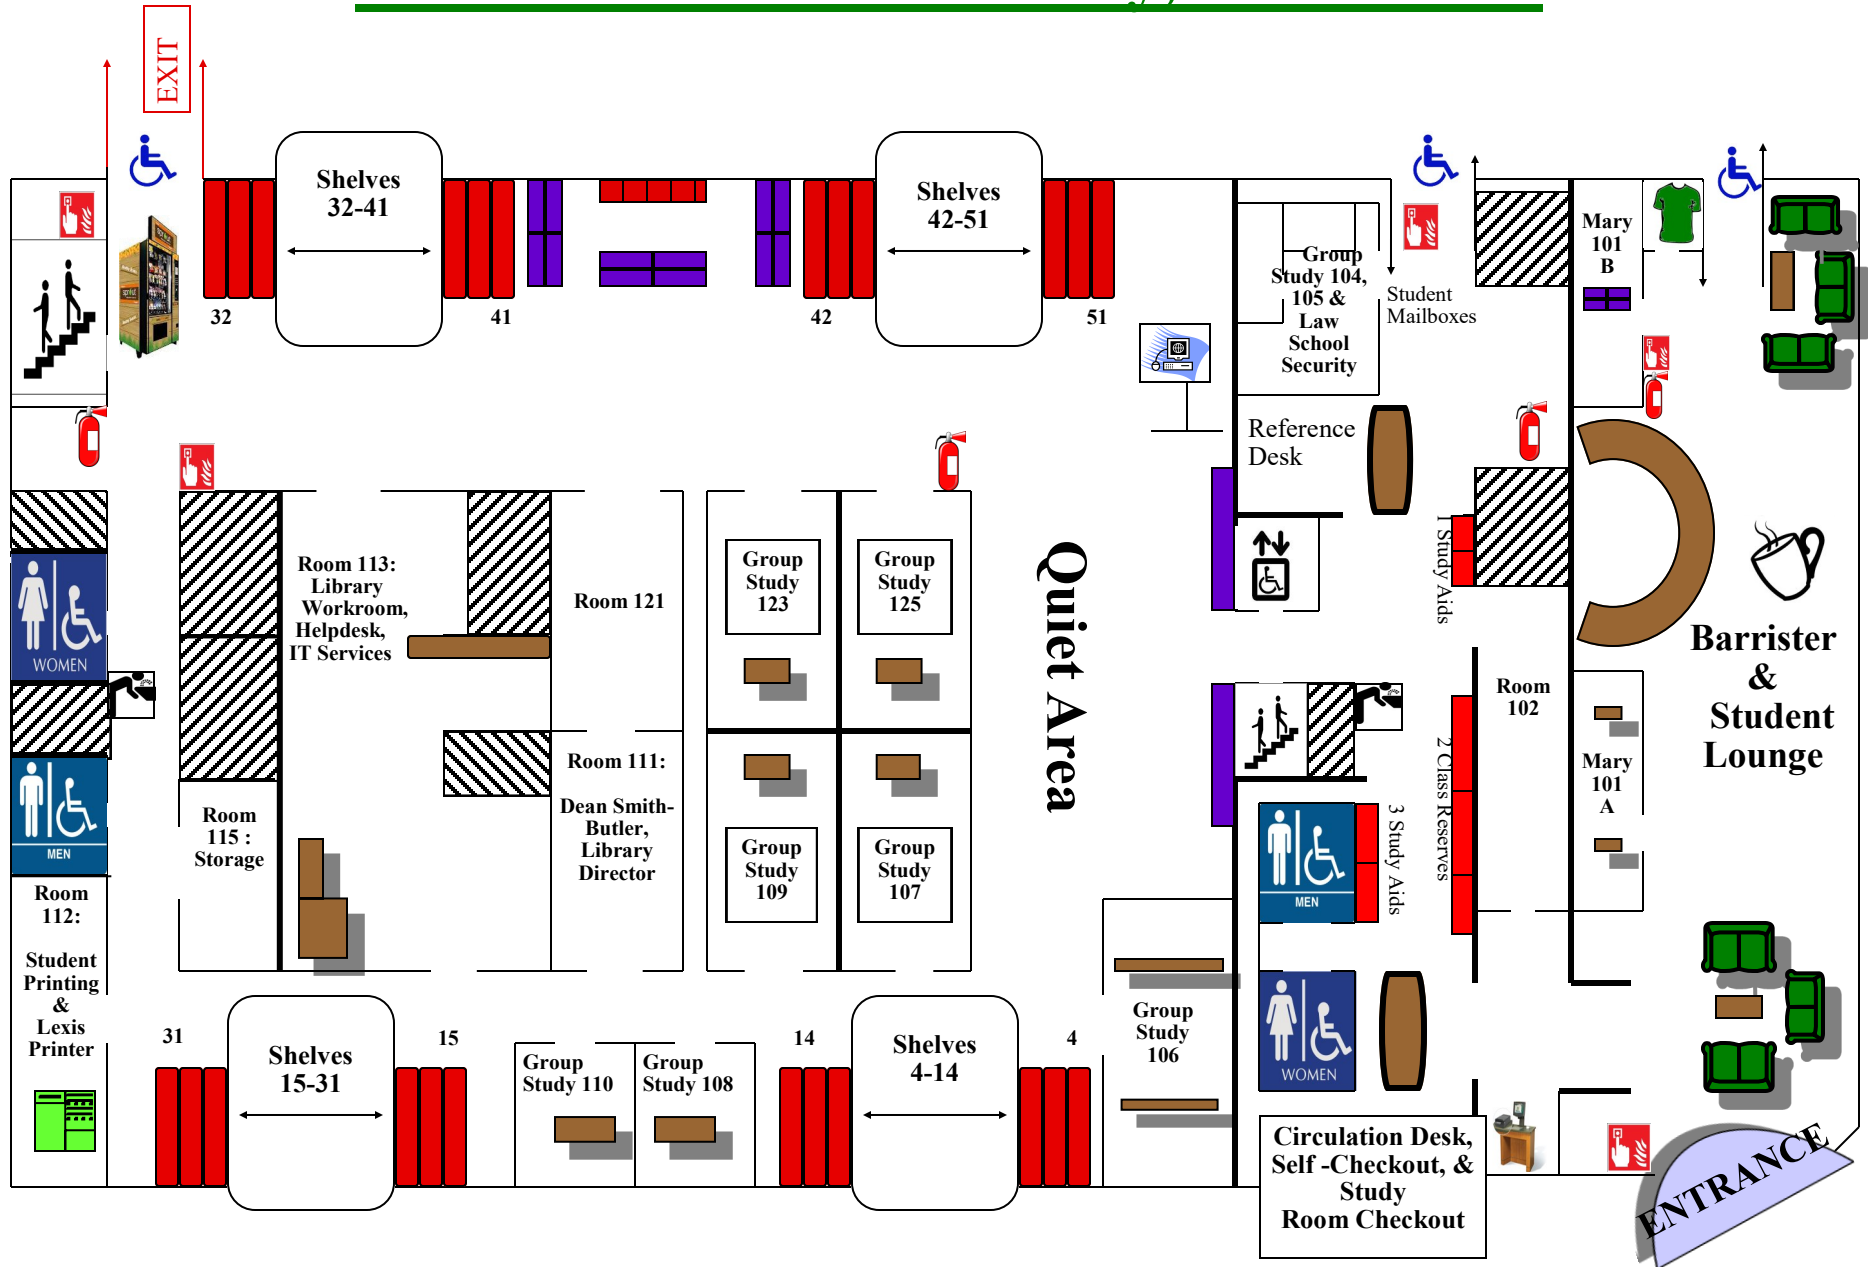 EXIT
Shelves
32-41
Shelves
42-51
32
41
42
51
Group
Study 104,
105 &
Law
School
Security
Student
Mailboxes
Mary
101
B
Reference
Desk
Room 113:
Library
Workroom,
Helpdesk,
IT Services
Room 121
Group
Study
123
Group
Study
125
Quiet Area
1 Study Aids
Barrister
&
Student
Lounge
WOMEN
MEN
Room
102
2 Class Reserves
Mary
101
A
Room
115 :
Storage
Room 111:
Dean Smith-
Butler,
Library
Director
Group
Study
109
Group
Study
107
3 Study Aids
MEN
Room
112:
Student
Printing
&
Lexis
Printer
31
Shelves
15-31
15
Group
Study 110
Group
Study 108
14
Shelves
4-14
4
Group
Study
106
WOMEN
Circulation Desk,
Self -Checkout, &
Study
Room Checkout
ENTRANCE